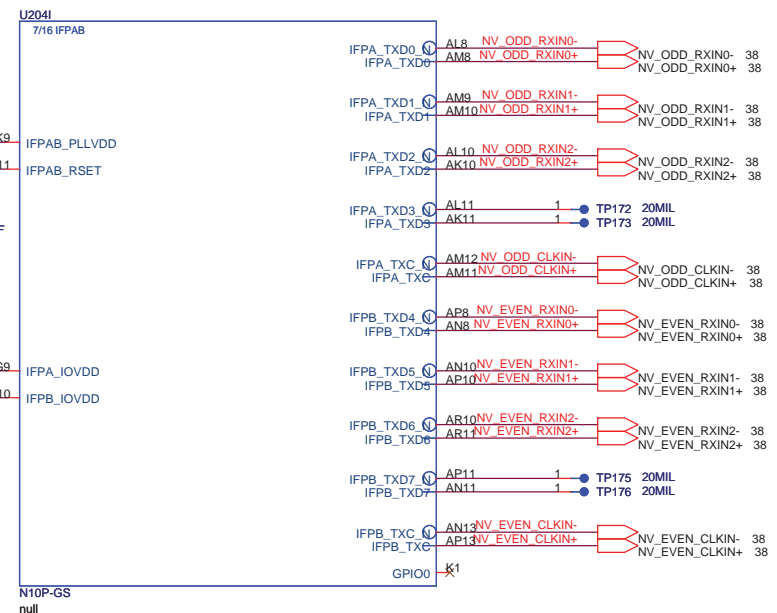 U204I
7/16 IFPAB
IFPA_TXD0_N AL8 NV_ODD_RXIN0- NV_ODD_RXIN0- 38
IFPA_TXD0 AM8 NV_ODD_RXIN0+ NV_ODD_RXIN0+ 38
IFPA_TXD1_N AM9 NV_ODD_RXIN1- NV_ODD_RXIN1- 38
IFPA_TXD1 AM10 NV_ODD_RXIN1+ NV_ODD_RXIN1+ 38
IFPAB_PLLVDD
IFPA_TXD2_N AL10 NV_ODD_RXIN2- NV_ODD_RXIN2- 38
IFPAB_RSET IFPA_TXD2 AK10 NV_ODD_RXIN2+ NV_ODD_RXIN2+ 38
IFPA_TXD3_N AL11 1 TP172 20MIL
IFPA_TXD3 AK11 1 TP173 20MIL
IFPA_TXC_N AM12 NV_ODD_CLKIN- NV_ODD_CLKIN- 38
IFPA_TXC AM11 NV_ODD_CLKIN+ NV_ODD_CLKIN+ 38
IFPB_TXD4_N AP8 NV_EVEN_RXIN0- NV_EVEN_RXIN0- 38
IFPB_TXD4 AN8 NV_EVEN_RXIN0+ NV_EVEN_RXIN0+ 38
IFPA_IOVDD IFPB_TXD5_N AN10 NV_EVEN_RXIN1- NV_EVEN_RXIN1- 38
IFPB_TXD5 AP10 NV_EVEN_RXIN1+ NV_EVEN_RXIN1+ 38
IFPB_IOVDD
IFPB_TXD6_N AR10 NV_EVEN_RXIN2- NV_EVEN_RXIN2- 38
IFPB_TXD6 AR11 NV_EVEN_RXIN2+ NV_EVEN_RXIN2+ 38
IFPB_TXD7_N AP11 1 TP175 20MIL
IFPB_TXD7 AN11 1 TP176 20MIL
IFPB_TXC_N AN13 NV_EVEN_CLKIN- NV_EVEN_CLKIN- 38
IFPB_TXC AP13 NV_EVEN_CLKIN+ NV_EVEN_CLKIN+ 38
GPIO0 K1
N10P-GS
null